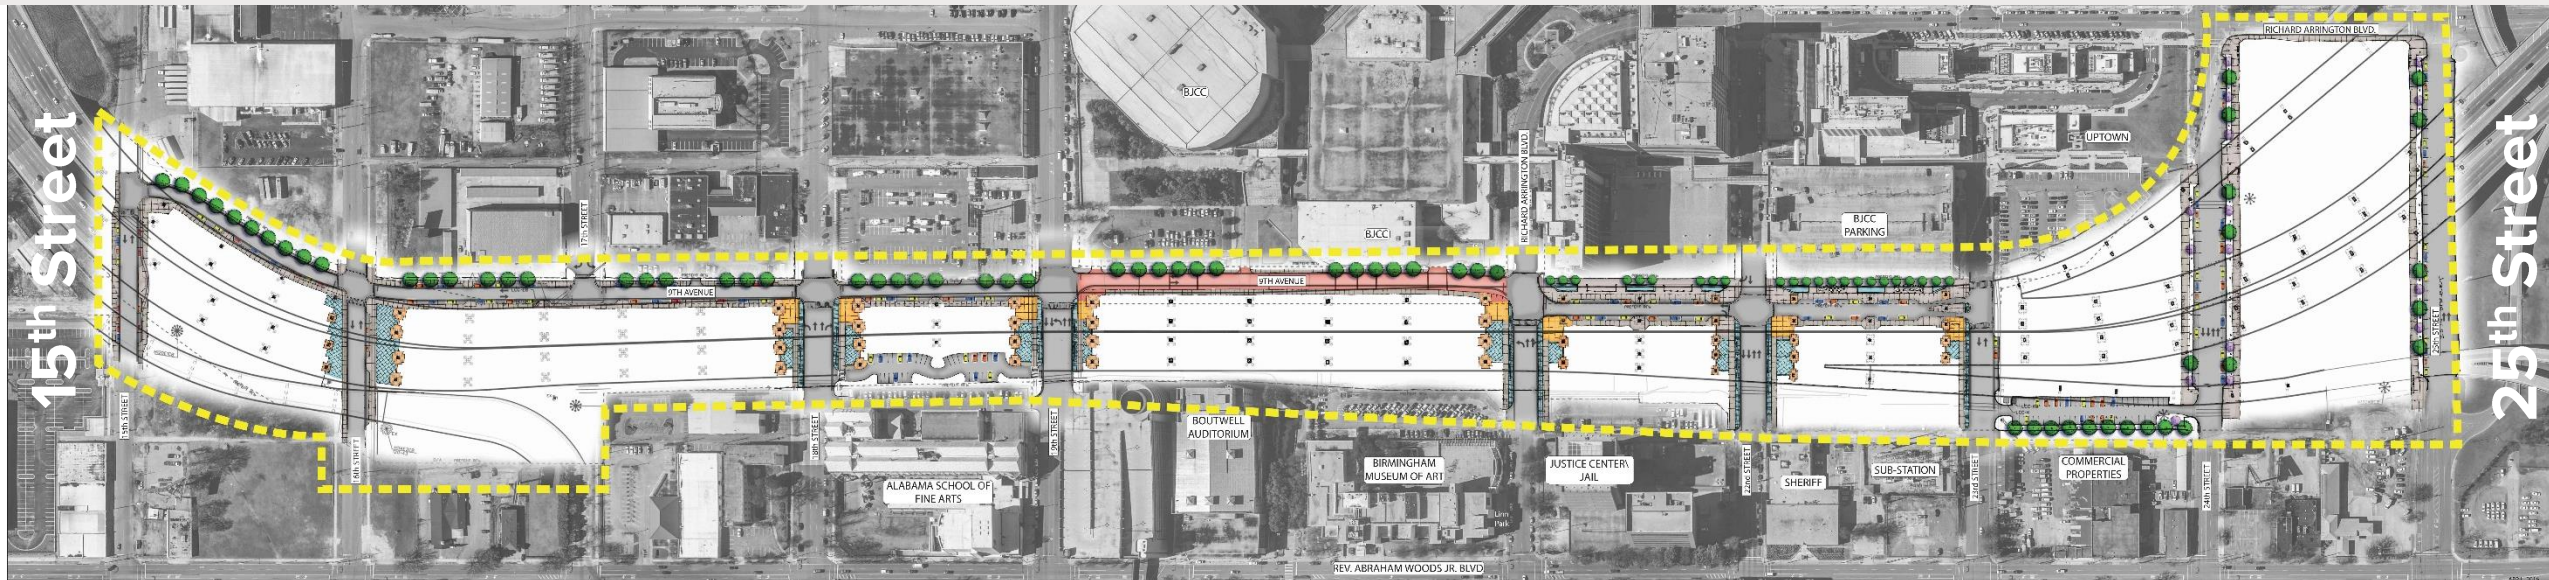 15th Street
25th Street
RICHARD ARRINGTON BLVD.
BJCC
UPTOWN
RICHARD ARRINGTON BLVD.
17th STREET
BJCC
BJCC
PARKING
9TH AVENUE
9TH AVENUE
25th STREET
15th STREET
16th STREET
18th STREET
19th STREET
22nd STREET
23rd STREET
24th STREET
ALABAMA SCHOOL OF
FINE ARTS
BOUTWELL
AUDITORIUM
BIRMINGHAM
MUSEUM OF ART
Linn
Park
JUSTICE CENTER\
JAIL
SHERIFF
SUB-STATION
COMMERCIAL
PROPERTIES
REV. ABRAHAM WOODS JR. BLVD